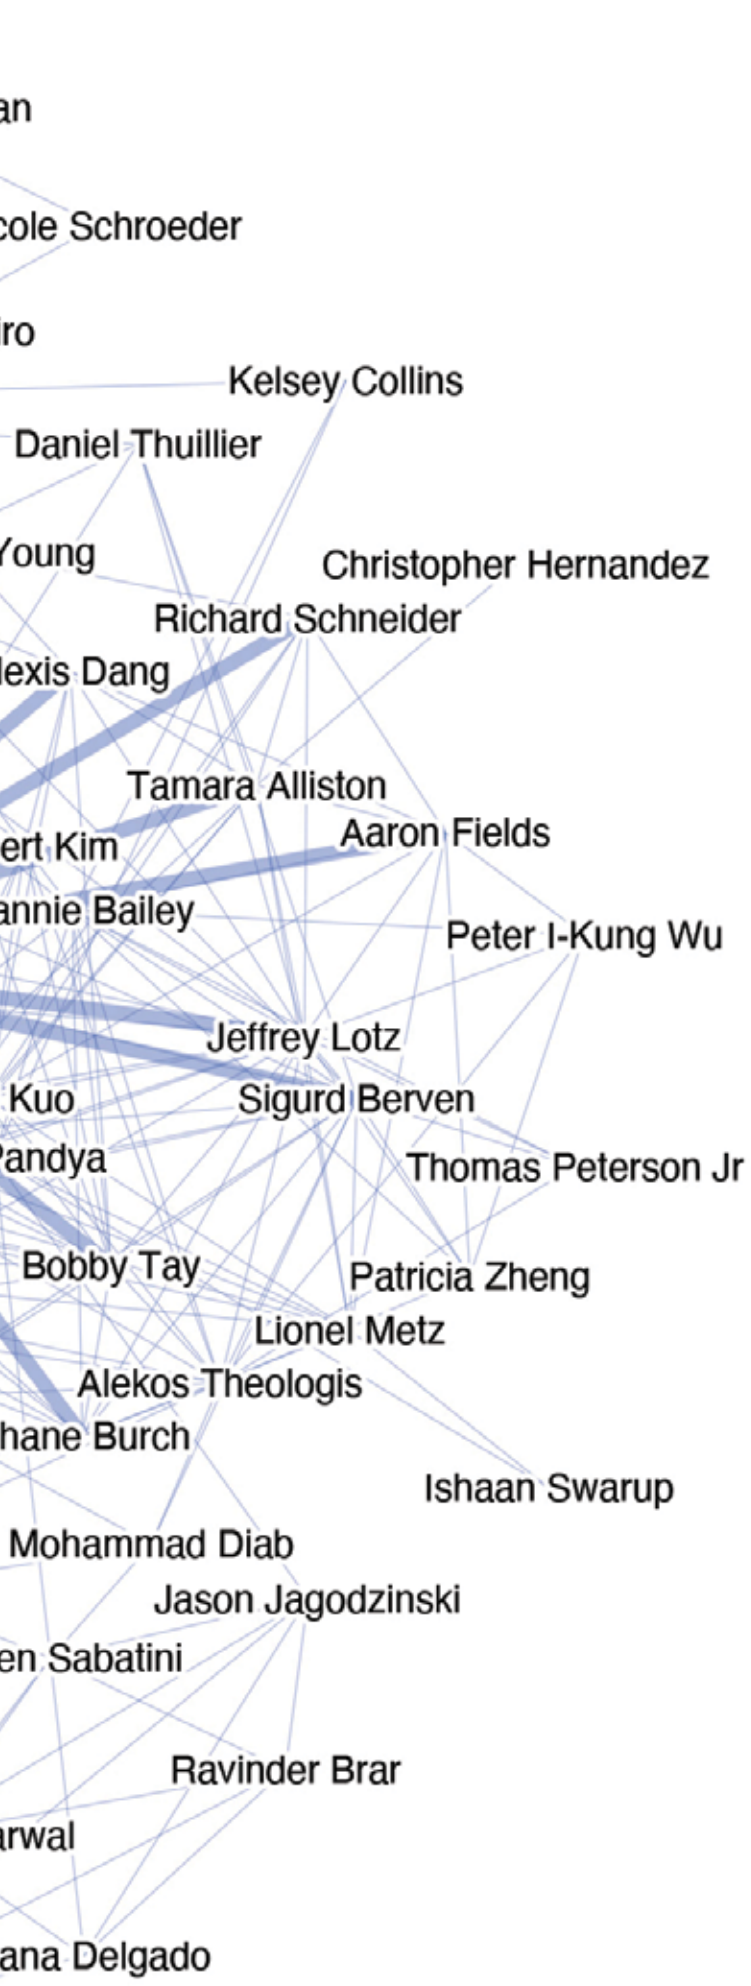 an
cole Schroeder
iro
Kelsey Collins
Daniel Thuillier
Young
Christopher Hernandez
Richard Schneider
lexis Dang
Tamara Alliston
Aaron Fields
ert Kim
annie Bailey
Peter I-Kung Wu
Jeffrey Lotz
Kuo
Sigurd Berven
Pandya
Thomas Peterson Jr
Bobby Tay
Patricia Zheng
Lionel Metz
Alekos Theologis
hane Burch
Ishaan Swarup
Mohammad Diab
Jason Jagodzinski
en Sabatini
Ravinder Brar
arwal
ana Delgado